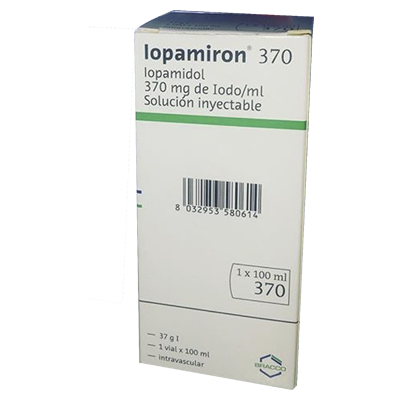 Iopamiron® 370
Iopamidol
370 mg de Iodo/ml
Solución inyectable
8 032953 580614
1 x 100 ml
370
37 g I
1 vial x 100 ml
intravascular
BRACCO